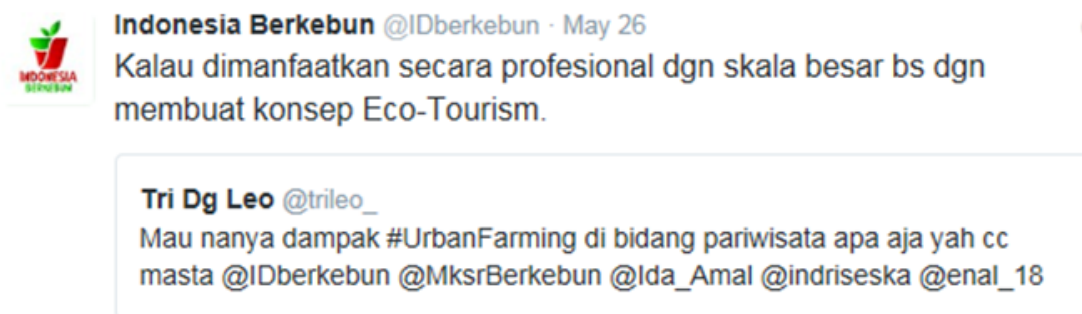 Indonesia Berkebun @IDberkebun · May 26
Kalau dimanfaatkan secara profesional dgn skala besar bs dgn
membuat konsep Eco-Tourism.
INDONESIA
BERKEBUN
Tri Dg Leo @trileo_
Mau nanya dampak #UrbanFarming di bidang pariwisata apa aja yah cc
masta @IDberkebun @MksrBerkebun @Ida_Amal @indriseska @enal_18